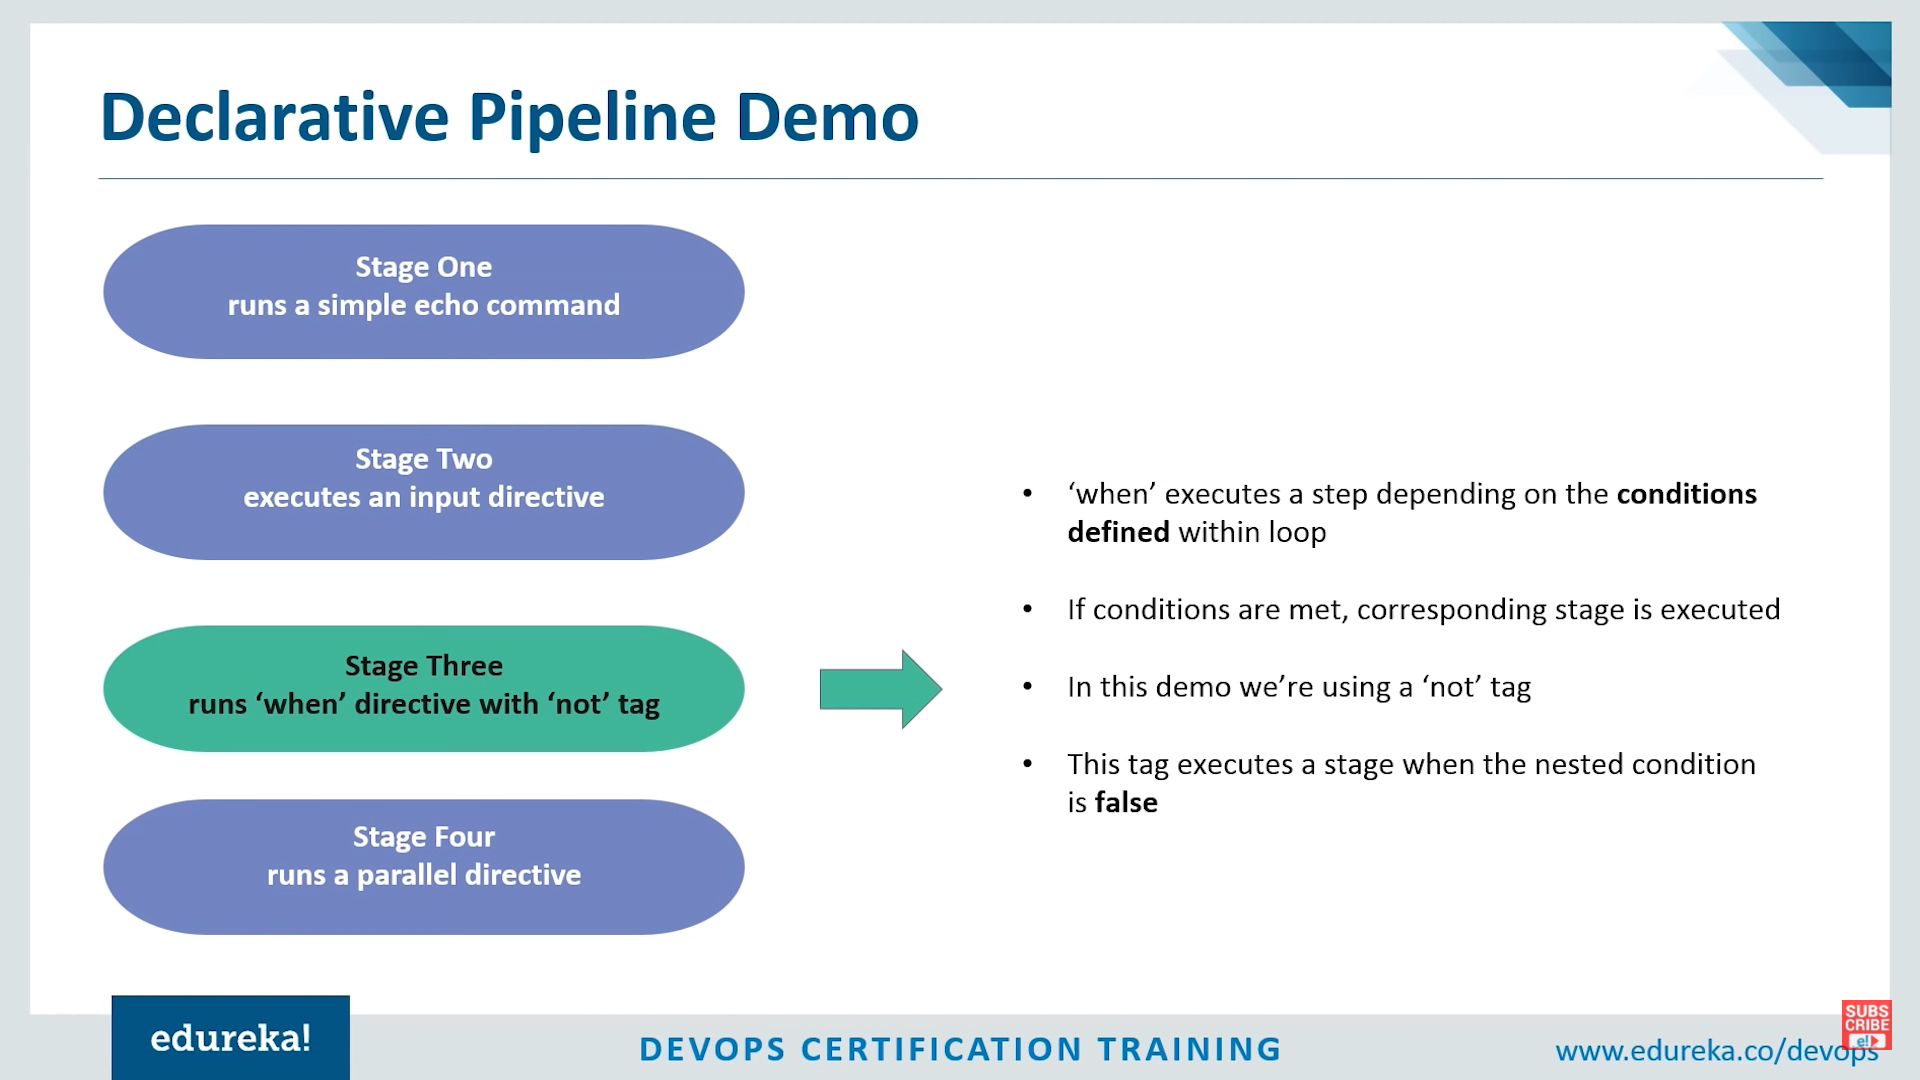 Declarative Pipeline Demo
Stage One
runs a simple echo command
Stage Two
executes an input directive
Stage Three
runs ‘when’ directive with ‘not’ tag
Stage Four
runs a parallel directive
• ‘when’ executes a step depending on the conditions
defined within loop
• If conditions are met, corresponding stage is executed
• In this demo we’re using a ‘not’ tag
• This tag executes a stage when the nested condition
is false
edureka!
DEVOPS CERTIFICATION TRAINING
www.edureka.co/devops
SUBS
CRIBE
e!